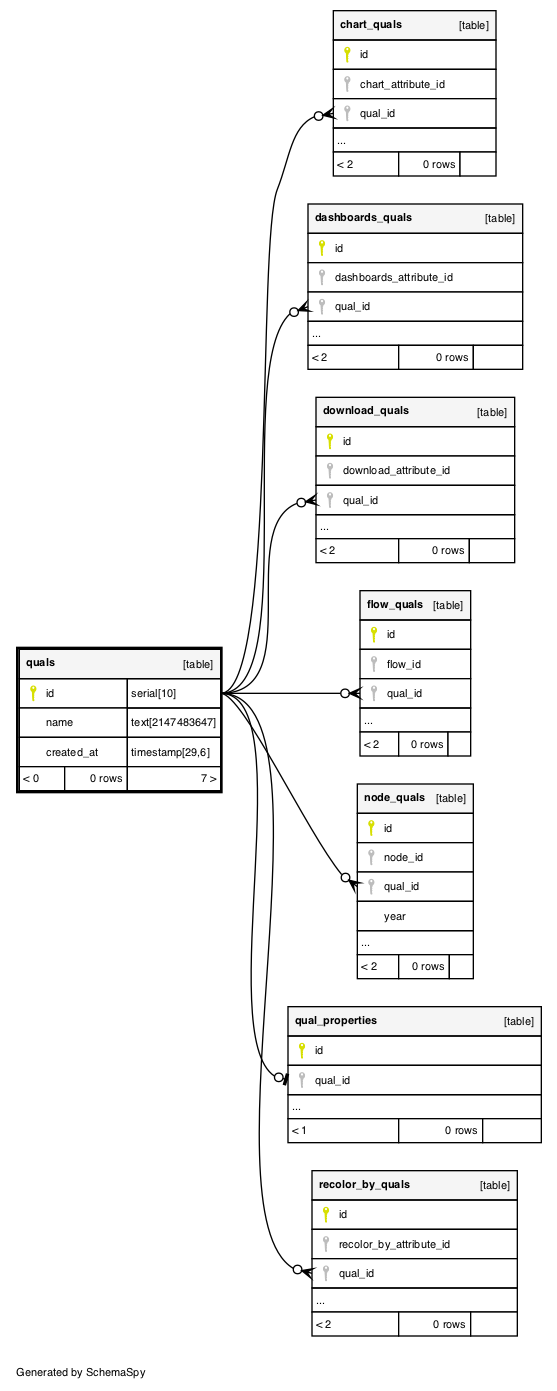 chart_quals [table]
id
chart_attribute_id
qual_id
...
< 2 0 rows
dashboards_quals [table]
id
dashboards_attribute_id
qual_id
...
< 2 0 rows
download_quals [table]
id
download_attribute_id
qual_id
...
< 2 0 rows
flow_quals [table]
id
flow_id
qual_id
...
< 2 0 rows
quals [table]
id serial[10]
name text[2147483647]
created_at timestamp[29,6]
< 0 0 rows 7 >
node_quals [table]
id
node_id
qual_id
year
...
< 2 0 rows
qual_properties [table]
id
qual_id
...
< 1 0 rows
recolor_by_quals [table]
id
recolor_by_attribute_id
qual_id
...
< 2 0 rows
Generated by SchemaSpy